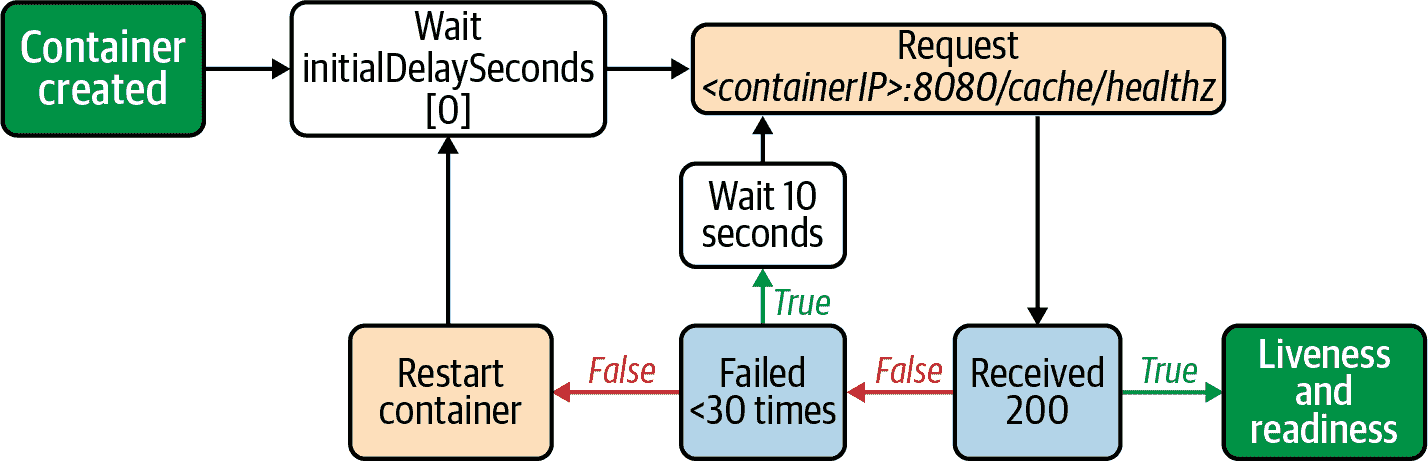 Container
created
Wait
initialDelaySeconds
[0]
Request
<containerIP>:8080/cache/healthz
Wait 10
seconds
True
Restart
container
False
Failed
<30 times
False
Received
200
True
Liveness
and
readiness